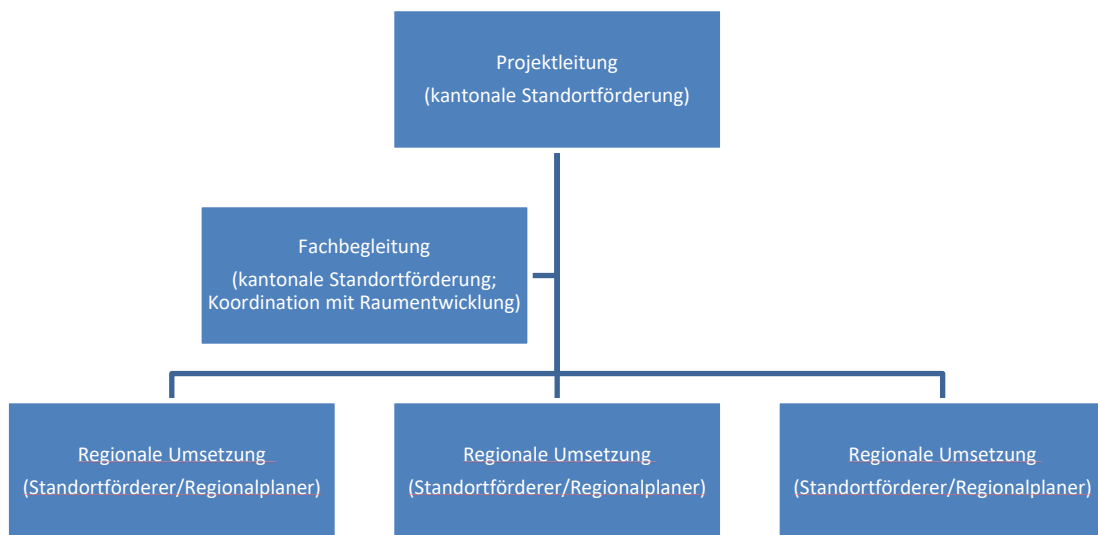 Projektleitung
(kantonale Standortförderung)
Fachbegleitung
(kantonale Standortförderung;
Koordination mit Raumentwicklung)
Regionale Umsetzung
(Standortförderer/Regionalplaner)
Regionale Umsetzung
(Standortförderer/Regionalplaner)
Regionale Umsetzung
(Standortförderer/Regionalplaner)